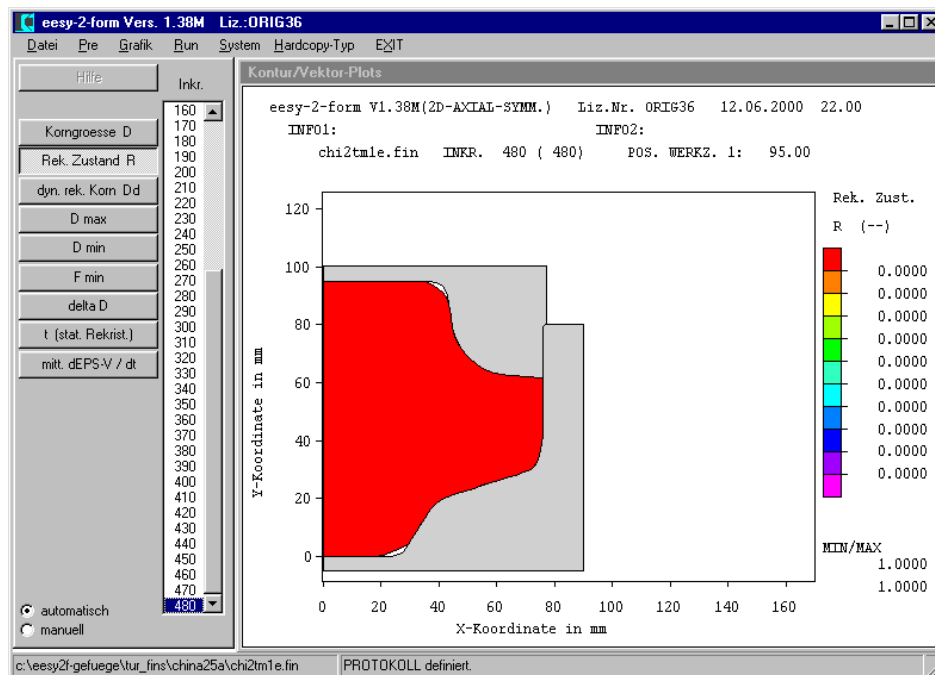 eesy-2-form Vers. 1.38M Liz.:ORIG36
Datei Pre Grafik Run System Hardcopy-Typ EXIT
Hilfe
Inkr.
Korngroesse D
Rek. Zustand R
dyn. rek. Korn Dd
D max
D min
F min
delta D
t (stat. Rekrist.)
mitt. dEPS-V / dt
160
170
180
190
200
210
220
230
240
250
260
270
280
290
300
310
320
330
340
350
360
370
380
390
400
410
420
430
440
450
460
470
480
automatisch
manuell
Kontur/Vektor-Plots
eesy-2-form V1.38M(2D-AXIAL-SYMM.) Liz.Nr. ORIG36 12.06.2000 22.00
INFO1: INFO2:
chi2tm1e.fin INKR. 480 ( 480) POS. WERKZ. 1: 95.00
Y-Koordinate in mm
120
100
80
60
40
20
0
0 20 40 60 80 100 120 140 160
X-Koordinate in mm
Rek. Zust.
R (--)
0.0000
0.0000
0.0000
0.0000
0.0000
0.0000
0.0000
0.0000
0.0000
0.0000
MIN/MAX
1.0000
1.0000
c:\eesy2f-gefuege\tur_fins\china25a\chi2tm1e.fin PROTOKOLL definiert.